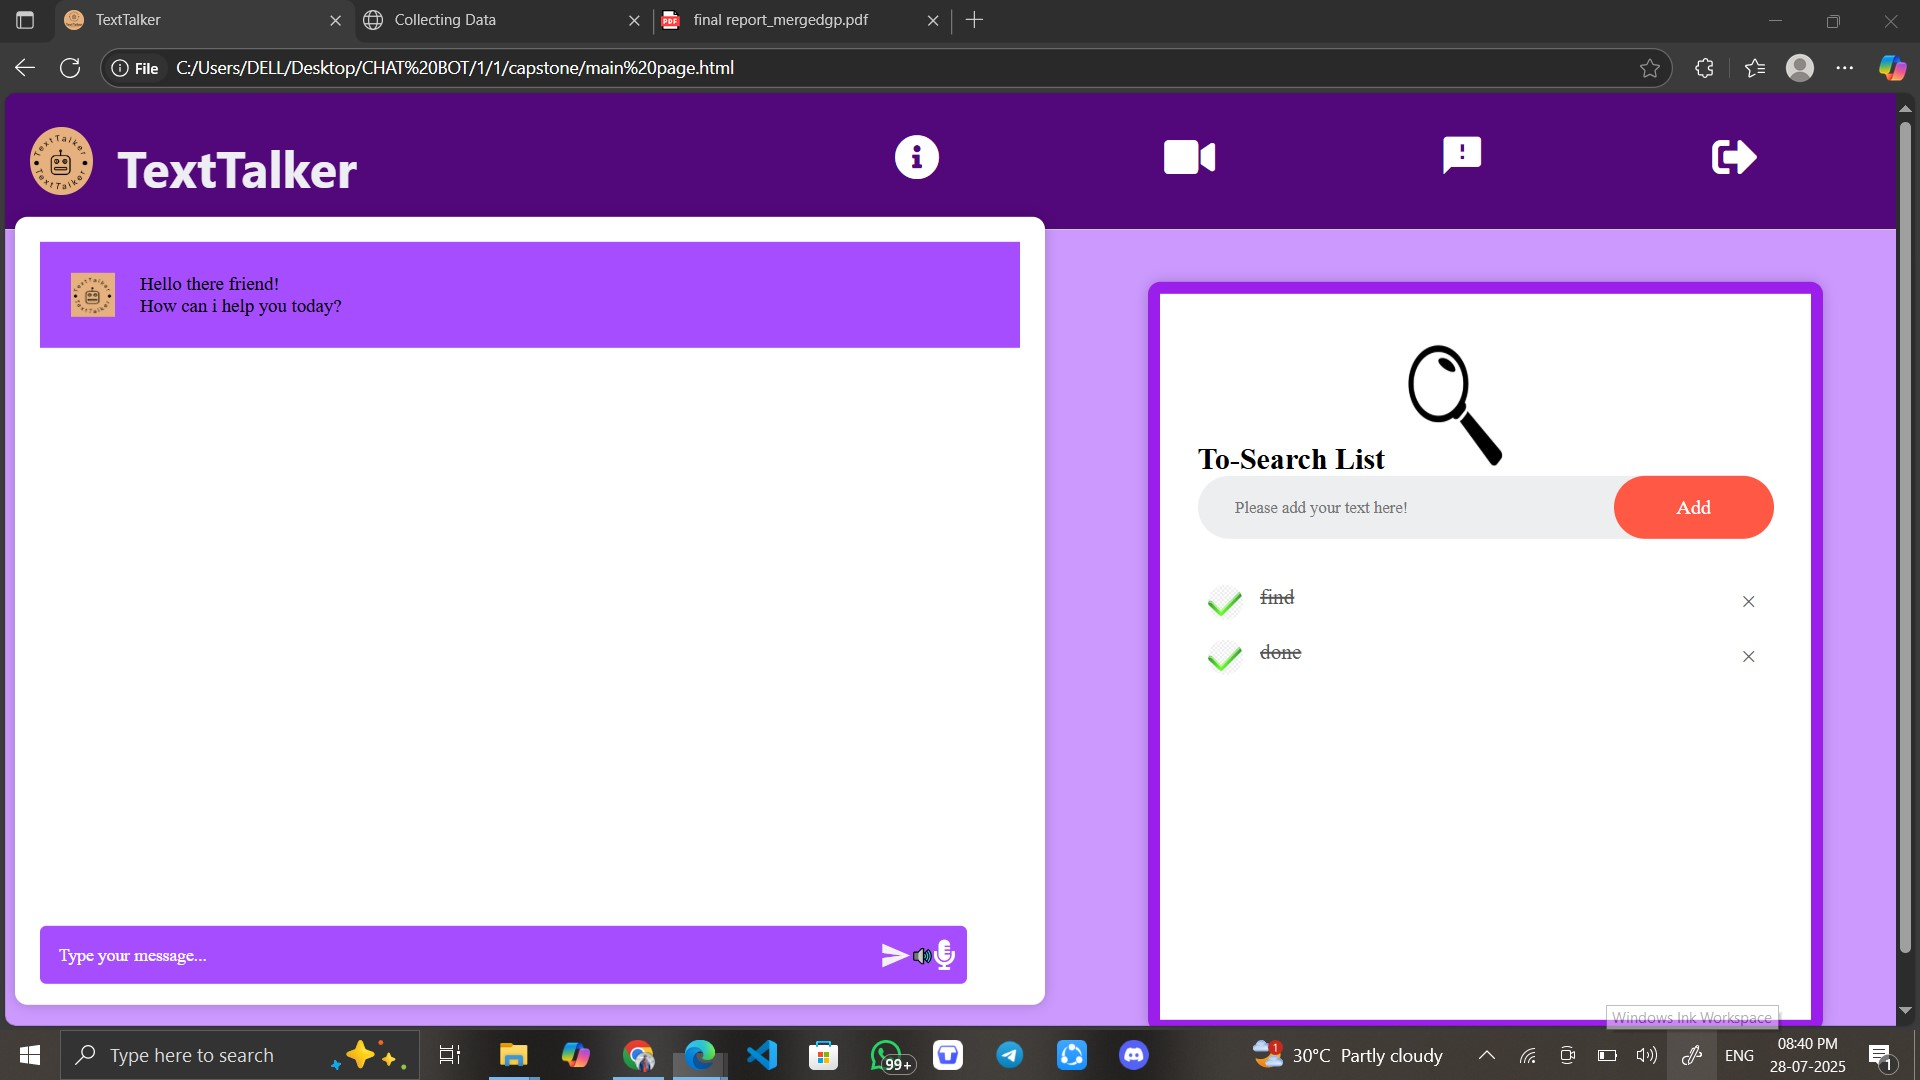 TextTalker
Collecting Data
final report_mergedgp.pdf
File
C:/Users/DELL/Desktop/CHAT%20BOT/1/1/capstone/main%20page.html
TextTalker
TextTalker
TextTalker
Hello there friend!
How can i help you today?
To-Search List
Please add your text here!
Add
find
done
Type your message...
Windows Ink Workspace
Type here to search
99+
1
30°C Partly cloudy
ENG
08:40 PM
28-07-2025
1